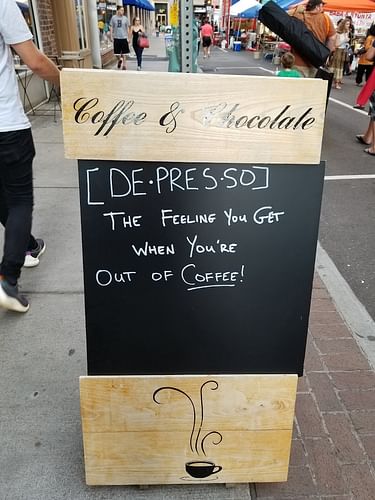 Coffee & Chocolate
[DE·PRES·SO]
THE FEELING YOU GET
WHEN YOU'RE
OUT OF COFFEE!